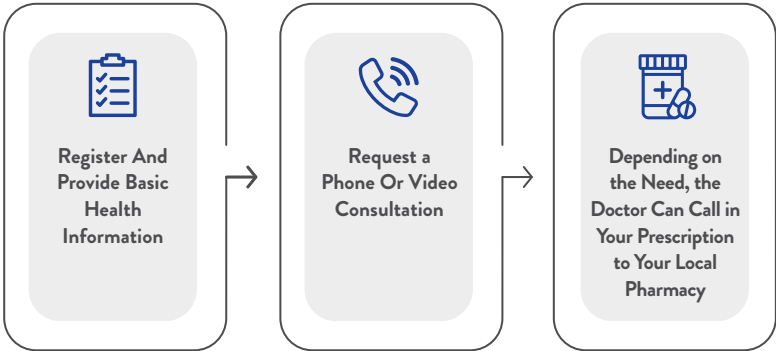 Register And
Provide Basic
Health
Information
Request a
Phone Or Video
Consultation
Depending on
the Need, the
Doctor Can Call in
Your Prescription
to Your Local
Pharmacy